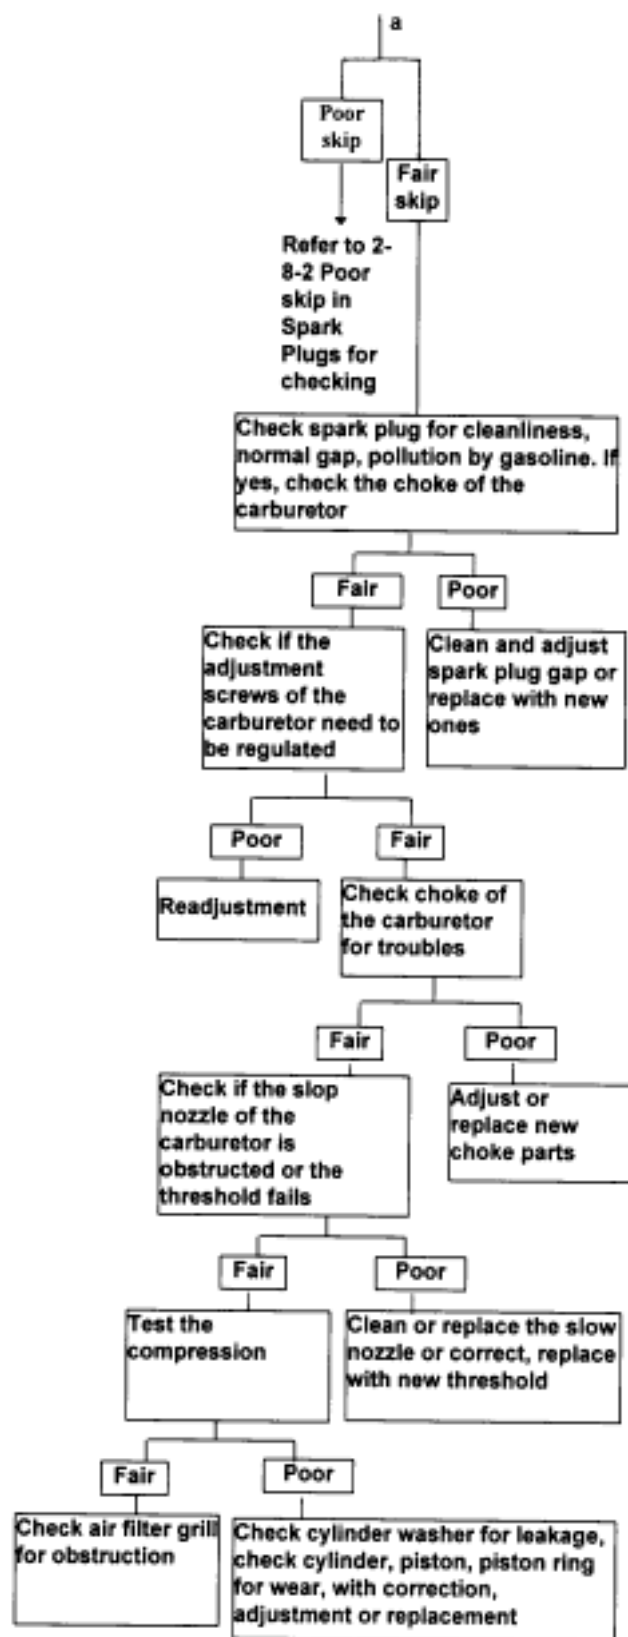 a
Poor
skip
Fair
skip
Refer to 2-
8-2 Poor
skip in
Spark
Plugs for
checking
Check spark plug for cleanliness,
normal gap, pollution by gasoline. If
yes, check the choke of the
carburetor
Fair
Poor
Check if the
adjustment
screws of the
carburetor need to
be regulated
Clean and adjust
spark plug gap or
replace with new
ones
Poor
Fair
Readjustment
Check choke of
the carburetor
for troubles
Fair
Poor
Check if the slop
nozzle of the
carburetor is
obstructed or the
threshold fails
Adjust or
replace new
choke parts
Fair
Poor
Test the
compression
Clean or replace the slow
nozzle or correct, replace
with new threshold
Fair
Poor
Check air filter grill
for obstruction
Check cylinder washer for leakage,
check cylinder, piston, piston ring
for wear, with correction,
adjustment or replacement